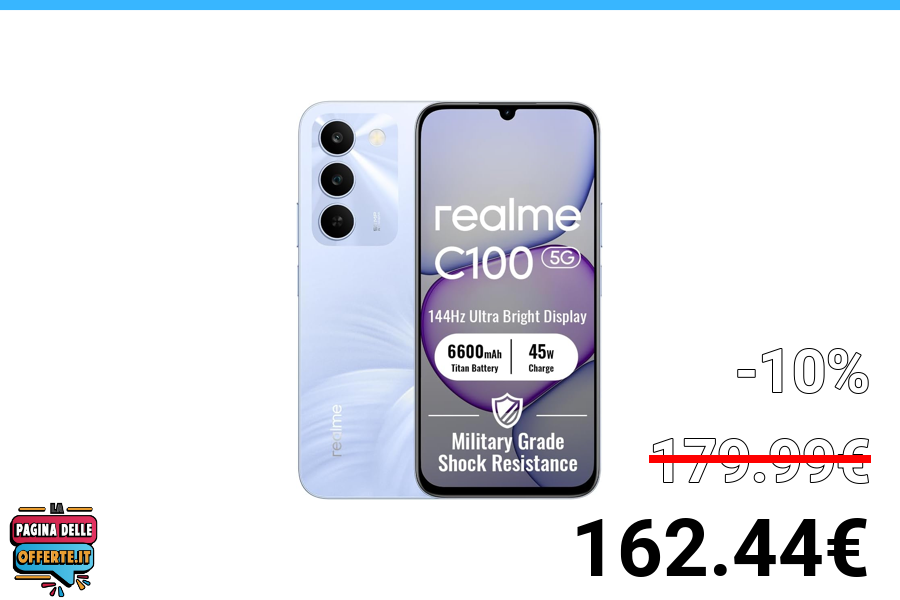 realme
C100 5G
144Hz Ultra Bright Display
6600mAh
Titan Battery
45W
Charge
Military Grade
Shock Resistance
realme
-10%
179.99€
162.44€
LA
PAGINA DELLE
OFFERTE.IT